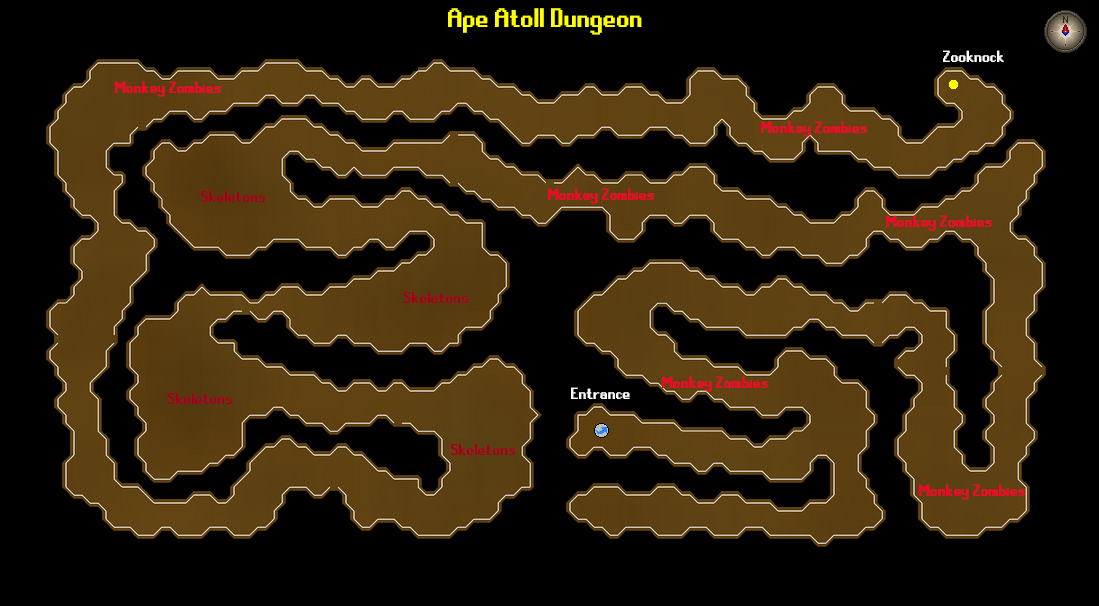 Ape Atoll Dungeon
N
Zooknock
Monkey Zombies
Monkey Zombies
Skeletons
Monkey Zombies
Monkey Zombies
Skeletons
Monkey Zombies
Entrance
Skeletons
Skeletons
Monkey Zombies